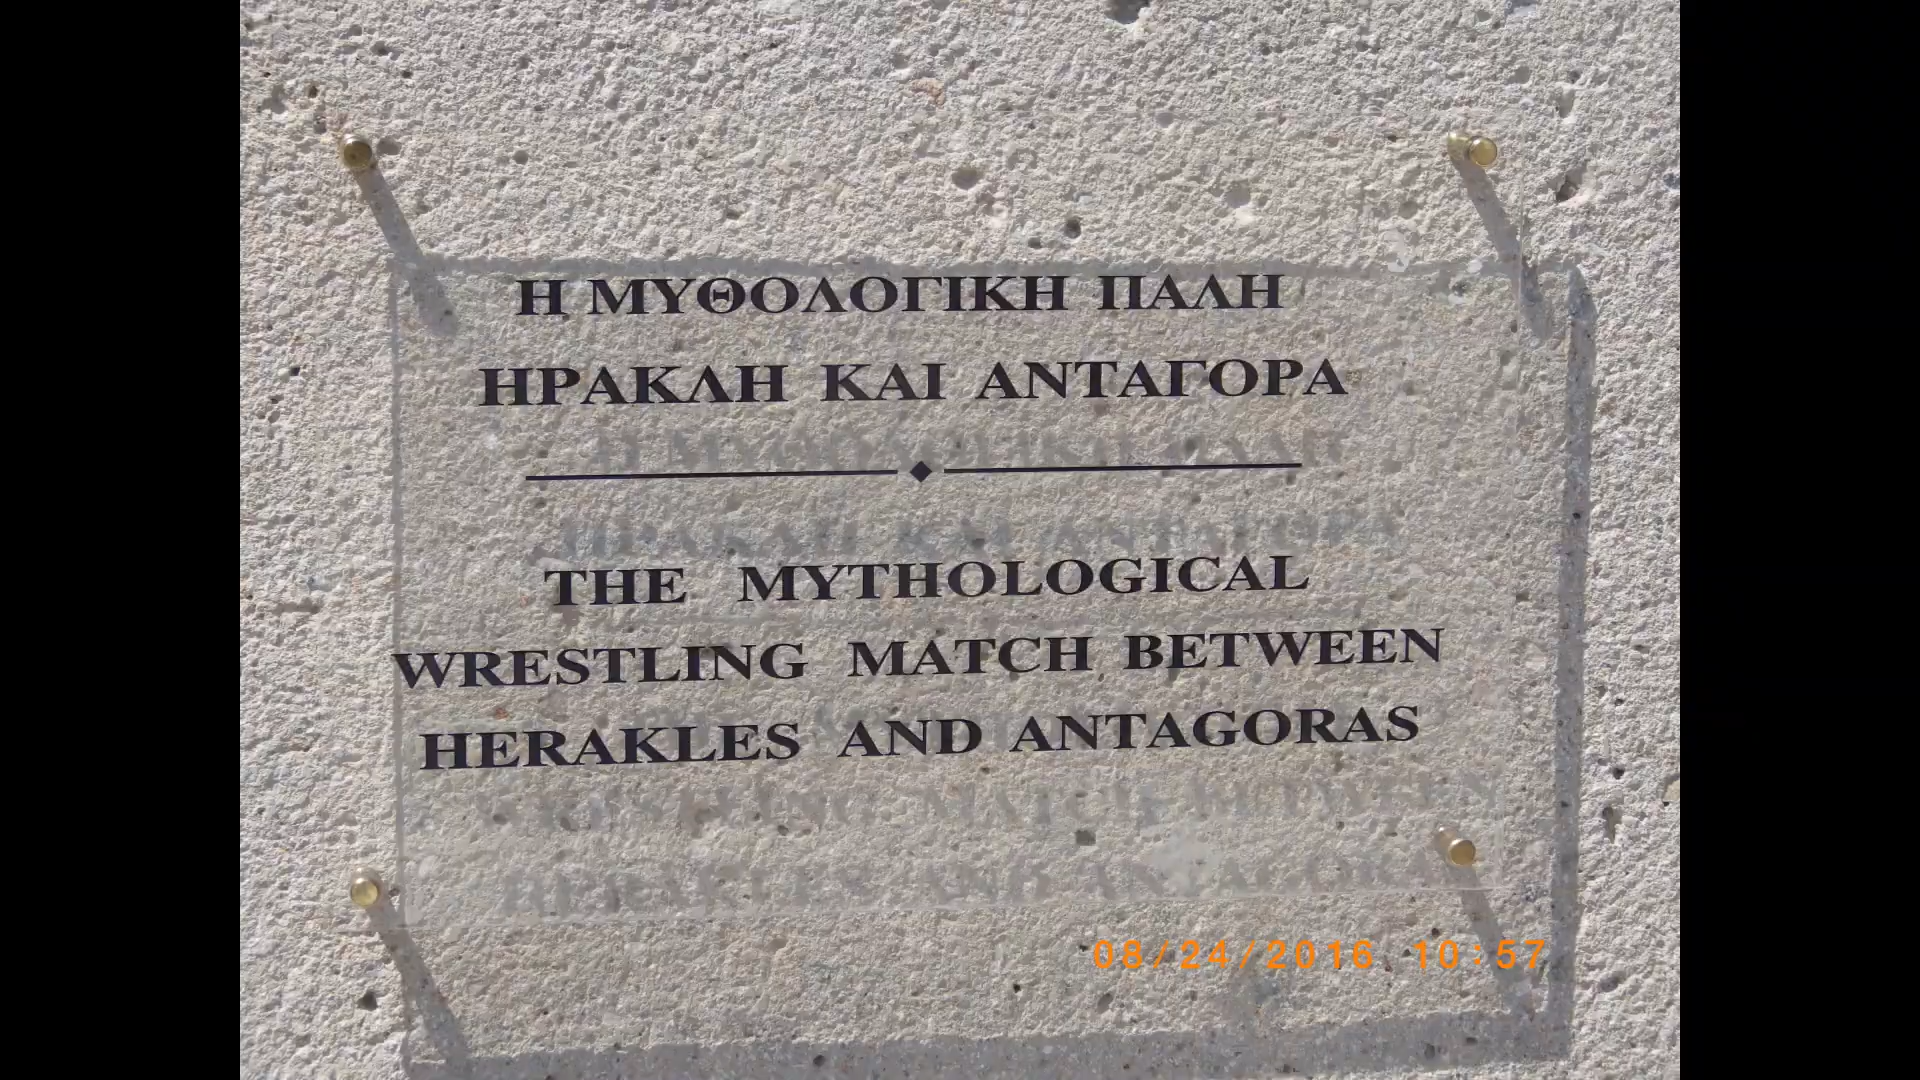 Η ΜΥΘΟΛΟΓΙΚΗ ΠΑΛΗ
ΗΡΑΚΛΗ ΚΑΙ ΑΝΤΑΓΟΡΑ
THE MYTHOLOGICAL
WRESTLING MATCH BETWEEN
HERAKLES AND ANTAGORAS
08/24/2016 10:57